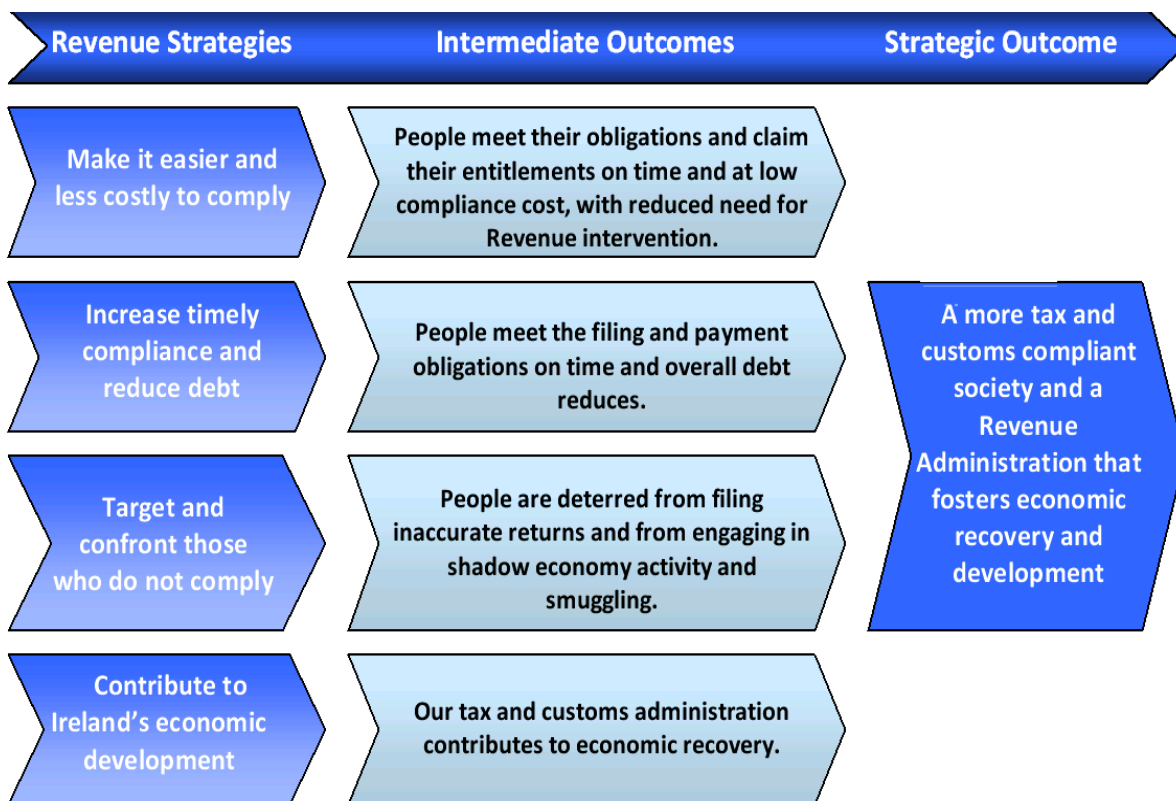 Revenue Strategies
Intermediate Outcomes
Strategic Outcome
Make it easier and
less costly to comply
People meet their obligations and claim
their entitlements on time and at low
compliance cost, with reduced need for
Revenue intervention.
Increase timely
compliance and
reduce debt
People meet the filing and payment
obligations on time and overall debt
reduces.
Target and
confront those
who do not comply
People are deterred from filing
inaccurate returns and from engaging in
shadow economy activity and
smuggling.
Contribute to
Ireland's economic
development
Our tax and customs administration
contributes to economic recovery.
A more tax and
customs compliant
society and a
Revenue
Administration that
fosters economic
recovery and
development